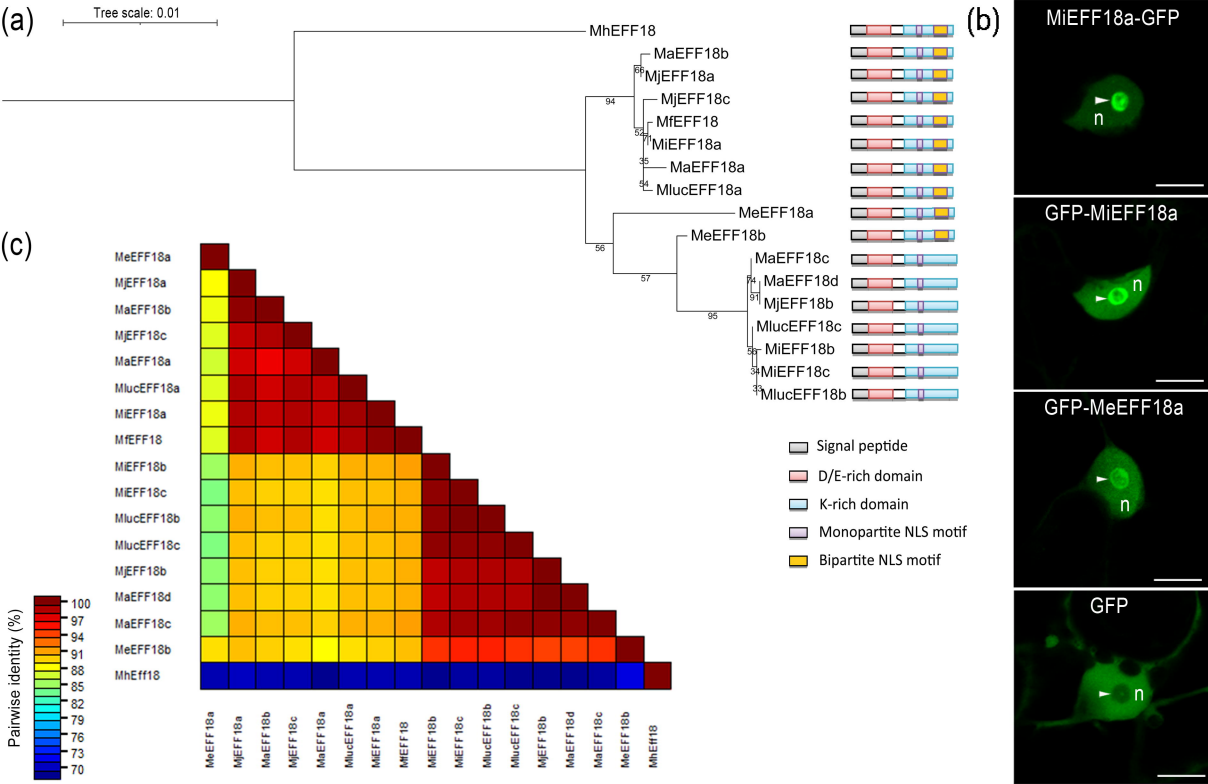 (a)
Tree scale: 0.01
MhEFF18
MaEFF18b
66
MjEFF18a
94
MjEFF18c
MfEFF18
52
71
MiEFF18a
35
MaEFF18a
54
MlucEFF18a
MeEFF18a
56
MeEFF18b
57
MaEFF18c
74
MaEFF18d
91
MjEFF18b
95
MlucEFF18c
MiEFF18b
56
MiEFF18c
34
MlucEFF18b
33
Signal peptide
D/E-rich domain
K-rich domain
Monopartite NLS motif
Bipartite NLS motif
(b)
MiEFF18a-GFP
n
GFP-MiEFF18a
n
GFP-MeEFF18a
n
GFP
n
(c)
MeEFF18a
MjEFF18a
MaEFF18b
MjEFF18c
MaEFF18a
MlucEFF18a
MiEFF18a
MfEFF18
MiEFF18b
MiEFF18c
MlucEFF18b
MlucEFF18c
MjEFF18b
MaEFF18d
MaEFF18c
MeEFF18b
MhEff18
Pairwise identity (%)
100
97
94
91
88
85
82
79
76
73
70
MeEFF18a
MjEFF18a
MaEFF18b
MjEFF18c
MaEFF18a
MlucEFF18a
MiEFF18a
MfEFF18
MiEFF18b
MiEFF18c
MlucEFF18b
MlucEFF18c
MjEFF18b
MaEFF18d
MaEFF18c
MeEFF18b
MhEff18